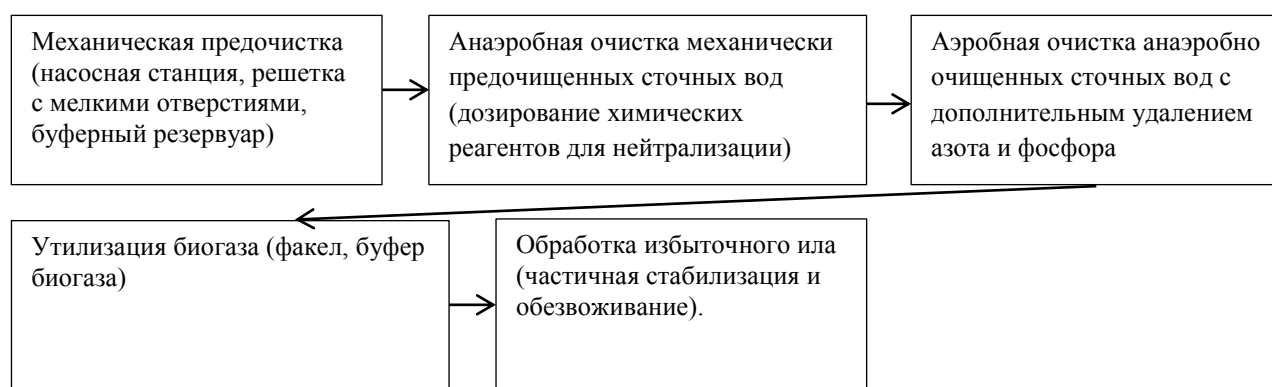 Механическая предочистка
(насосная станция, решетка
с мелкими отверстиями,
буферный резервуар)
Анаэробная очистка механически
предочищенных сточных вод
(дозирование химических
реагентов для нейтрализации)
Аэробная очистка анаэробно
очищенных сточных вод с
дополнительным удалением
азота и фосфора
Утилизация биогаза (факел, буфер
биогаза)
Обработка избыточного ила
(частичная стабилизация и
обезвоживание).